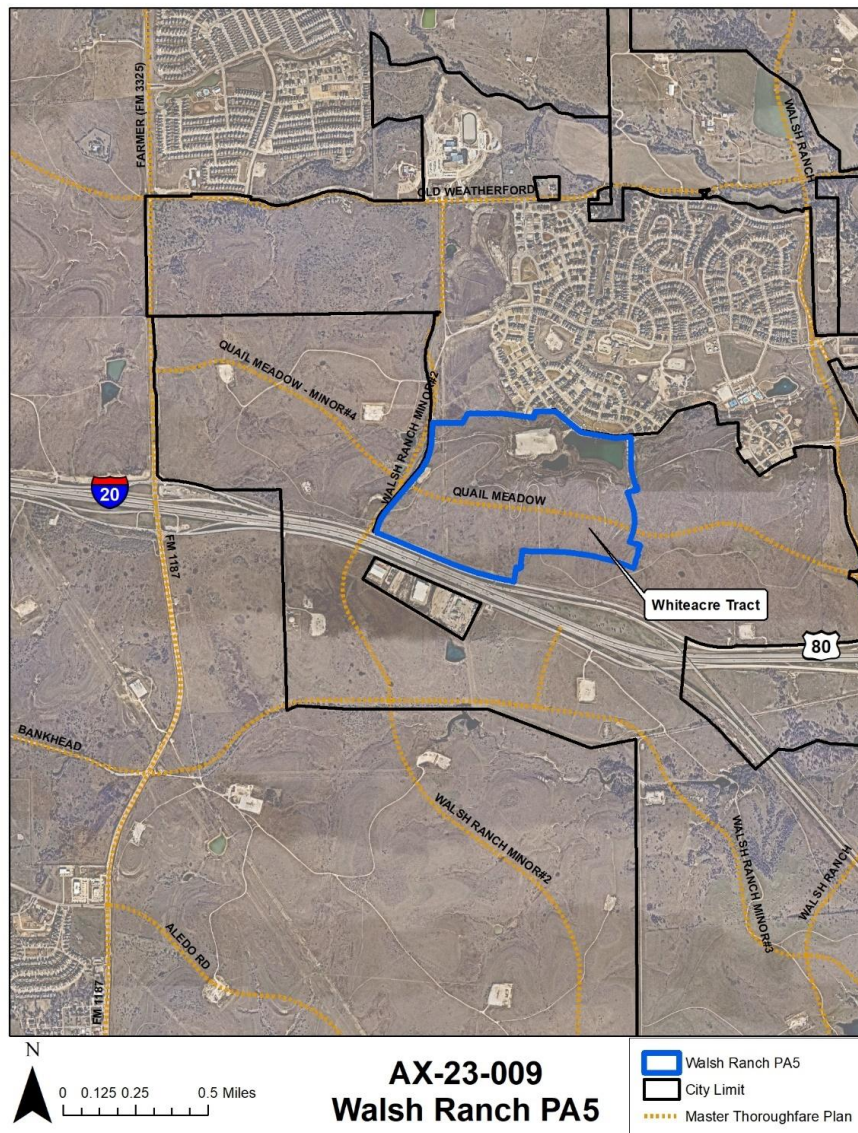 FARMER (FM 3325)
WALSH RANCH
OLD WEATHERFORD
QUAIL MEADOW - MINOR#4
WALSH RANCH MINOR#2
20
QUAIL MEADOW
FM 1187
Whiteacre Tract
80
BANKHEAD
WALSH RANCH MINOR#2
WALSH RANCH MINOR#3
WALSH RANCH
ALEDO RD
FM 1187
N
0 0.125 0.25 0.5 Miles
AX-23-009
Walsh Ranch PA5
Walsh Ranch PA5
City Limit
Master Thoroughfare Plan